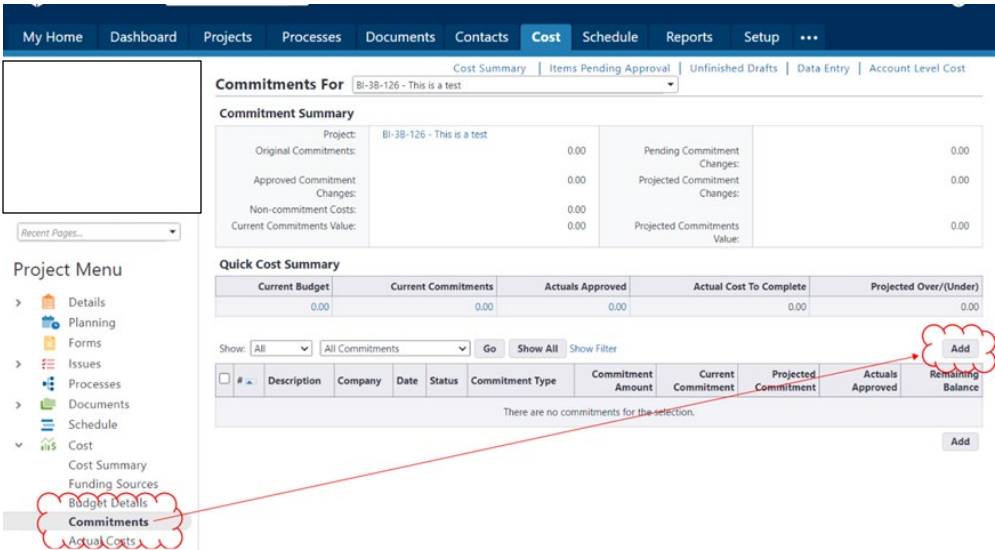 My Home Dashboard Projects Processes Documents Contacts Cost Schedule Reports Setup •••
Cost Summary | Items Pending Approval | Unfinished Drafts | Data Entry | Account Level Cost
Commitments For BI-3B-126 - This is a test
Commitment Summary
Project: BI-3B-126 - This is a test
Original Commitments: 0.00 Pending Commitment Changes: 0.00
Approved Commitment Changes: 0.00 Projected Commitment Changes: 0.00
Non-commitment Costs: 0.00
Current Commitments Value: 0.00 Projected Commitments Value: 0.00
Recent Pages...
Quick Cost Summary
Current Budget Current Commitments Actuals Approved Actual Cost To Complete Projected Over/(Under)
0.00 0.00 0.00 0.00 0.00
Show: All All Commitments Go Show All Show Filter Add
# Description Company Date Status Commitment Type Commitment Amount Current Commitment Projected Commitment Actuals Approved Remaining Balance
There are no commitments for the selection.
Add
Project Menu
Details
Planning
Forms
Issues
Processes
Documents
Schedule
Cost
Cost Summary
Funding Sources
Budget Details
Commitments
Actual Costs